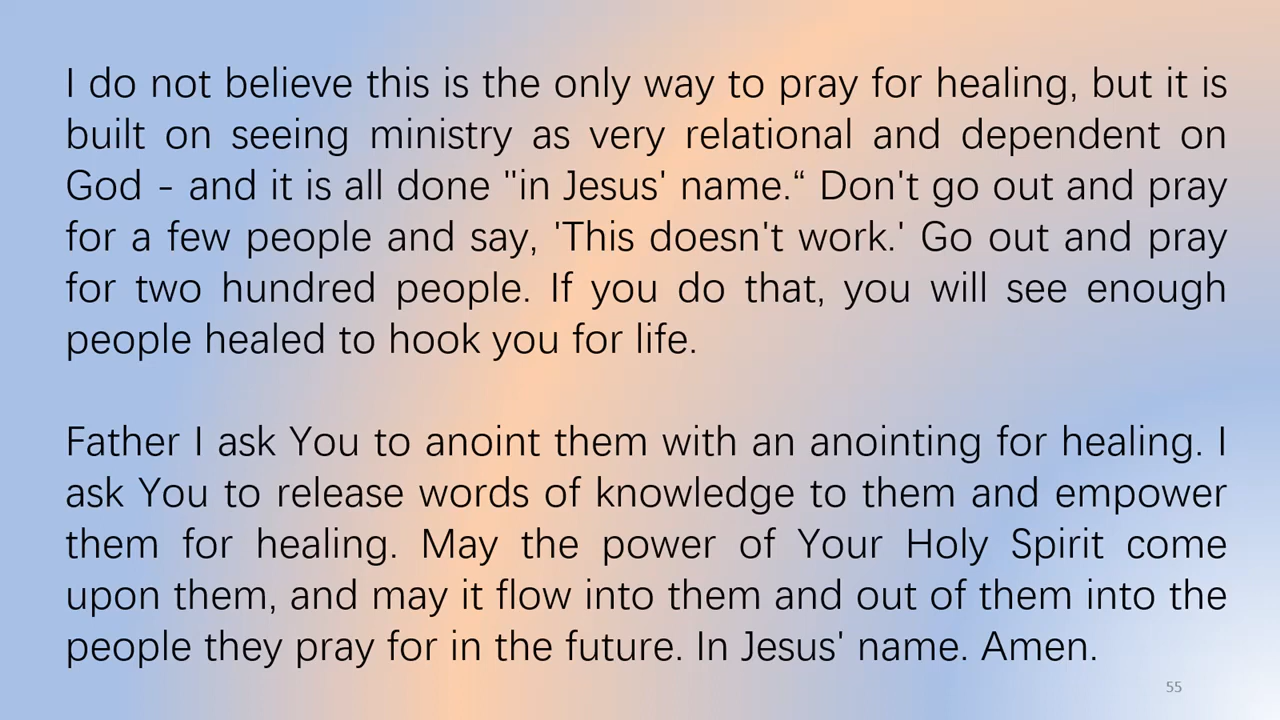 I do not believe this is the only way to pray for healing, but it is
built on seeing ministry as very relational and dependent on
God - and it is all done "in Jesus' name.“ Don't go out and pray
for a few people and say, 'This doesn't work.' Go out and pray
for two hundred people. If you do that, you will see enough
people healed to hook you for life.
Father I ask You to anoint them with an anointing for healing. I
ask You to release words of knowledge to them and empower
them for healing. May the power of Your Holy Spirit come
upon them, and may it flow into them and out of them into the
people they pray for in the future. In Jesus' name. Amen.
55